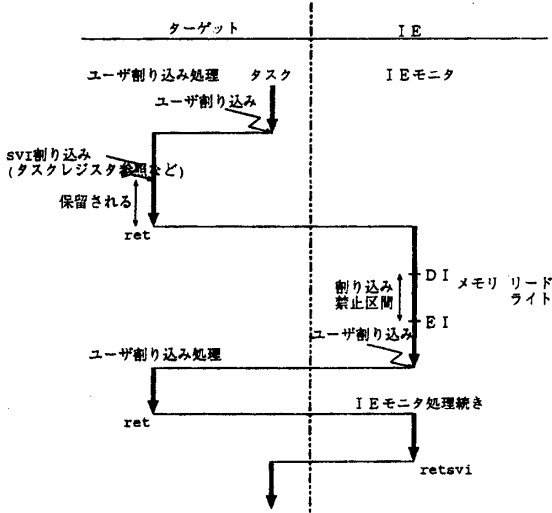 ターゲット
ＩＥ
ユーザ割り込み処理
タスク
ＩＥモニタ
ユーザ割り込み
SVI割り込み
(タスクレジスタ参照など)
保留される
ret
割り込み
禁止区間
ＤＩ
メモリ リード
ライト
ＥＩ
ユーザ割り込み
ユーザ割り込み処理
ＩＥモニタ処理続き
ret
retsvi